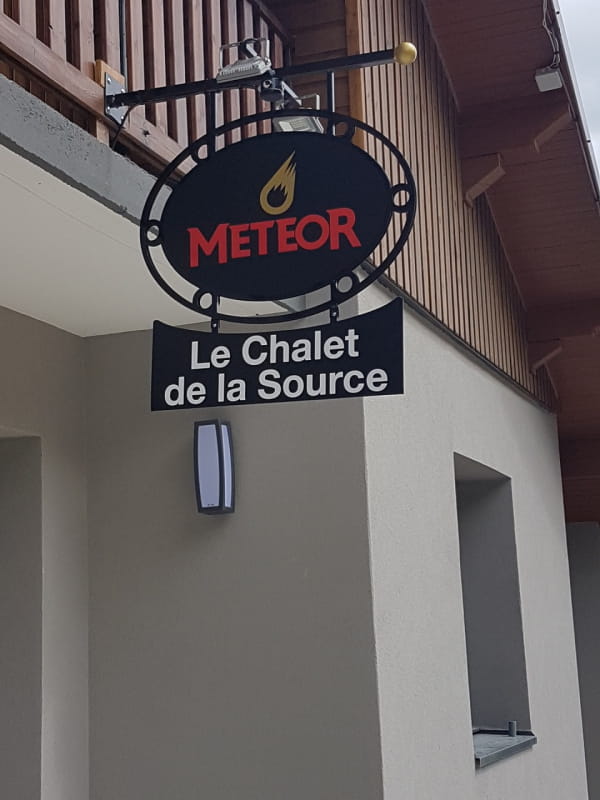 METEOR
Le Chalet
de la Source